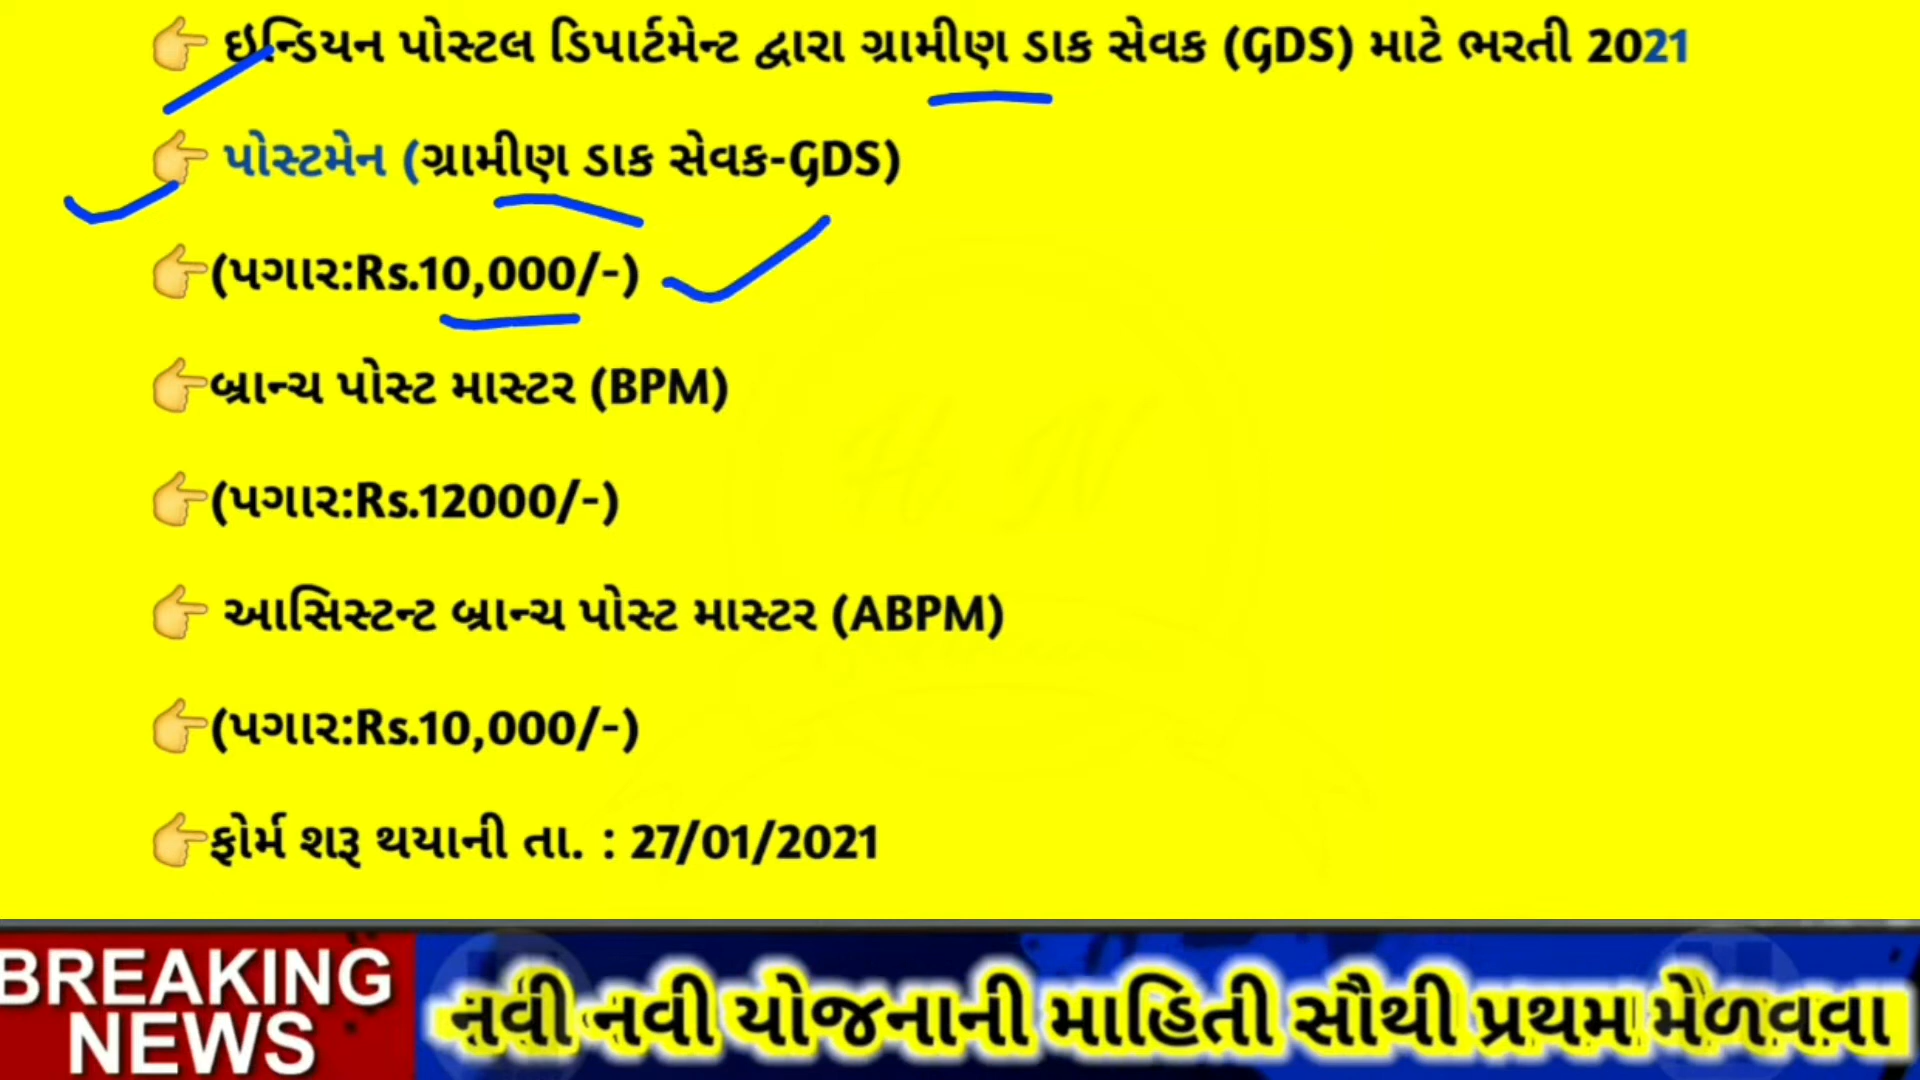 👉 ઇન્ડિયન પોસ્ટલ ડિપાર્ટમેન્ટ દ્વારા ગ્રામીણ ડાક સેવક (GDS) માટે ભરતી 2021
👉 પોસ્ટમેન (ગ્રામીણ ડાક સેવક-GDS)
👉(પગાર:Rs.10,000/-)
👉બ્રાન્ચ પોસ્ટ માસ્ટર (BPM)
👉(પગાર:Rs.12000/-)
👉 આસિસ્ટન્ટ બ્રાન્ચ પોસ્ટ માસ્ટર (ABPM)
👉(પગાર:Rs.10,000/-)
👉ફોર્મ શરૂ થયાની તા. : 27/01/2021
BREAKING
NEWS
નવી નવી યોજનાની માહિતી સૌથી પ્રથમ મેળવવા